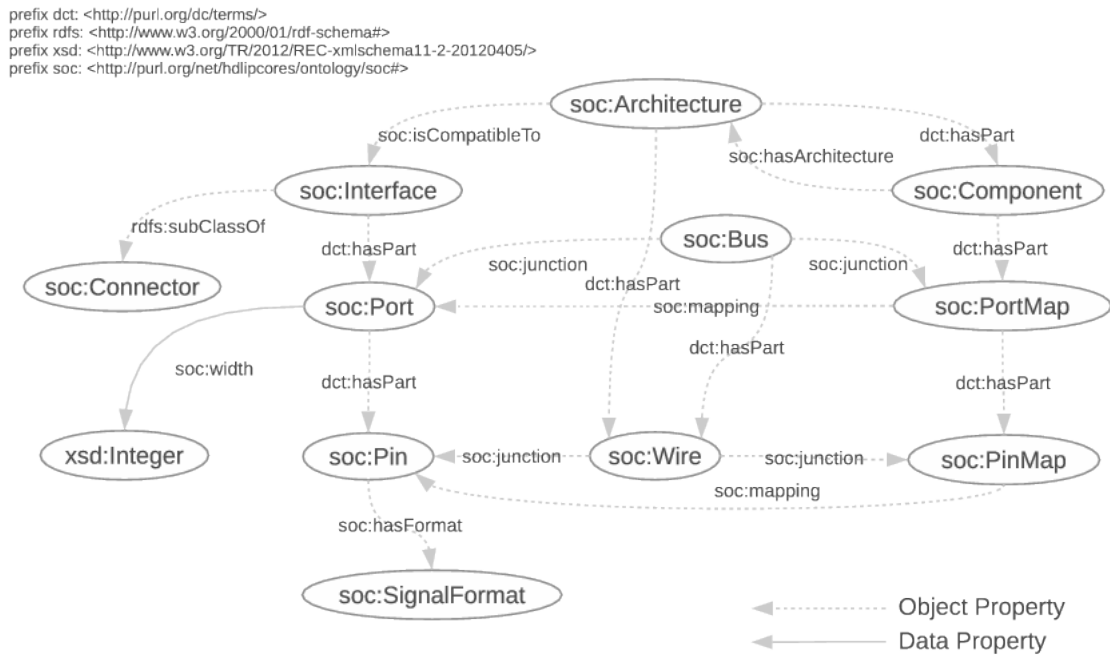 prefix dct: <http://purl.org/dc/terms/>
prefix rdfs: <http://www.w3.org/2000/01/rdf-schema#>
prefix xsd: <http://www.w3.org/TR/2012/REC-xmlschema11-2-20120405/>
prefix soc: <http://purl.org/net/hdlipcores/ontology/soc#>
soc:Architecture
soc:isCompatibleTo
dct:hasPart
soc:hasArchitecture
soc:Interface
soc:Component
rdfs:subClassOf
soc:Bus
dct:hasPart
dct:hasPart
soc:junction
soc:junction
soc:Connector
dct:hasPart
soc:Port
soc:mapping
soc:PortMap
dct:hasPart
soc:width
dct:hasPart
dct:hasPart
xsd:Integer
soc:Pin
soc:junction
soc:Wire
soc:junction
soc:PinMap
soc:mapping
soc:hasFormat
soc:SignalFormat
Object Property
Data Property